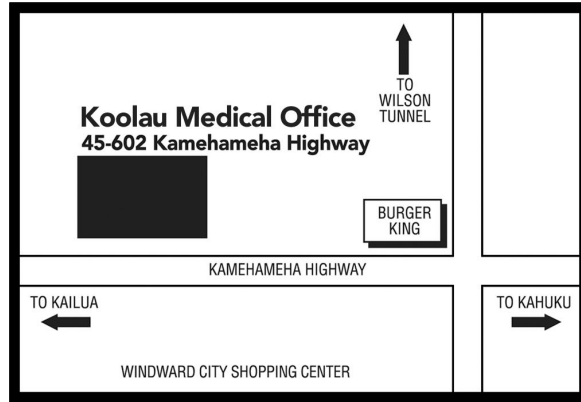 TO
WILSON
TUNNEL
Koolau Medical Office
45-602 Kamehameha Highway
BURGER
KING
KAMEHAMEHA HIGHWAY
TO KAILUA
TO KAHUKU
WINDWARD CITY SHOPPING CENTER